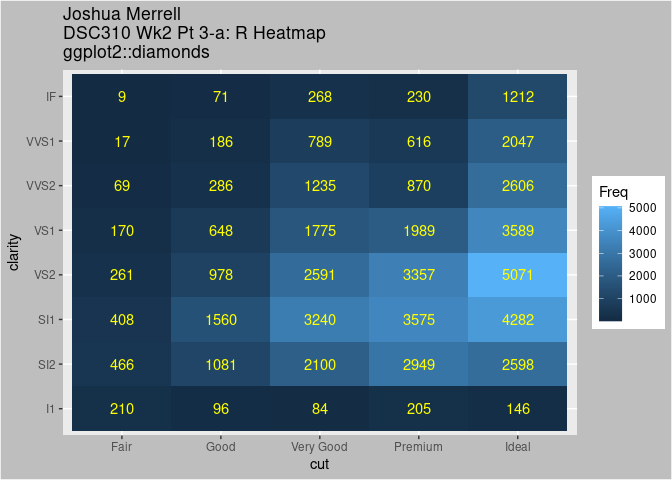 Joshua Merrell
DSC310 Wk2 Pt 3-a: R Heatmap
ggplot2::diamonds
IF 9 71 268 230 1212
VVS1 17 186 789 616 2047
VVS2 69 286 1235 870 2606
VS1 170 648 1775 1989 3589
VS2 261 978 2591 3357 5071
SI1 408 1560 3240 3575 4282
SI2 466 1081 2100 2949 2598
I1 210 96 84 205 146
Fair Good Very Good Premium Ideal
cut
clarity
Freq
5000
4000
3000
2000
1000